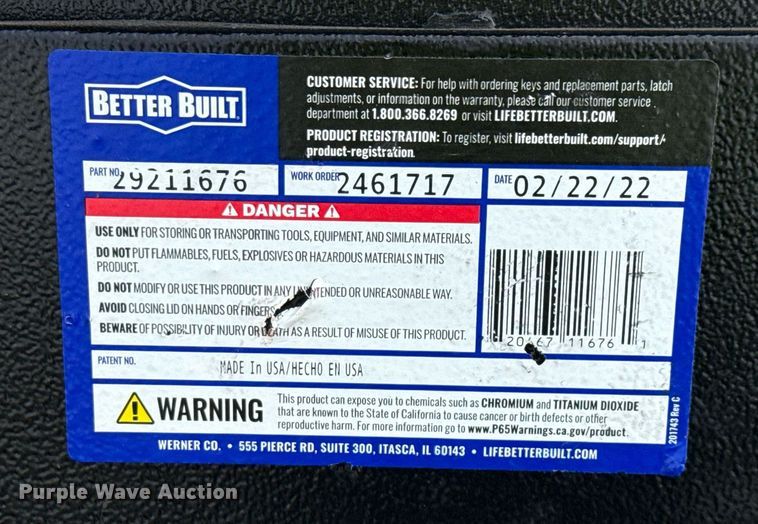 BETTER BUILT.
CUSTOMER SERVICE: For help with ordering keys and replacement parts, latch
adjustments, or information on the warranty, please call our customer service
department at 1.800.366.8269 or visit LIFEBETTERBUILT.COM.
PRODUCT REGISTRATION: To register, visit lifebetterbuilt.com/support/
product-registration.
PART NO. 29211676
WORK ORDER 2461717
DATE 02/22/22
DANGER
USE ONLY FOR STORING OR TRANSPORTING TOOLS, EQUIPMENT, AND SIMILAR MATERIALS.
DO NOT PUT FLAMMABLES, FUELS, EXPLOSIVES OR HAZARDOUS MATERIALS IN THIS
PRODUCT.
DO NOT MODIFY OR USE THIS PRODUCT IN ANY UNINTENDED OR UNREASONABLE WAY.
AVOID CLOSING LID ON HANDS OR FINGERS
BEWARE OF POSSIBILITY OF INJURY OR DEATH AS A RESULT OF MISUSE OF THIS PRODUCT.
11676 1
PATENT NO.
MADE In USA/HECHO EN USA
WARNING
This product can expose you to chemicals such as CHROMIUM and TITANIUM DIOXIDE
that are known to the State of California to cause cancer or birth defects or other
reproductive harm. For more information go to www.P65Warnings.ca.gov/product.
201743 Rev C
WERNER CO. • 555 PIERCE RD, SUITE 300, ITASCA, IL 60143 • LIFEBETTERBUILT.COM
Purple Wave Auction